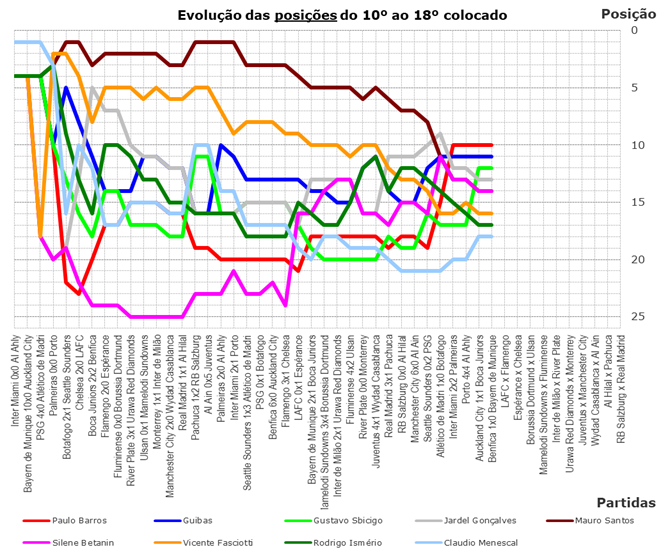 Evolução das posições do 10º ao 18º colocado
Posição
0
5
10
15
20
25
Inter Miami 0x0 Al Ahly
Bayern de Munique 10x0 Auckland City
PSG 4x0 Atlético de Madri
Palmeiras 0x0 Porto
Botafogo 2x1 Seattle Sounders
Chelsea 2x0 LAFC
Boca Juniors 2x2 Benfica
Flamengo 2x0 Espérance
Fluminense 0x0 Borussia Dortmund
River Plate 3x1 Urawa Red Diamonds
Ulsan 0x1 Mamelodi Sundowns
Monterrey 1x1 Inter de Milão
Manchester City 2x0 Wydad Casablanca
Real Madrid 1x1 Al Hilal
Pachuca 1x2 RB Salzburg
Al Ain 0x5 Juventus
Palmeiras 2x0 Al Ahly
Inter Miami 2x1 Porto
Seattle Sounders 1x3 Atlético de Madri
PSG 0x1 Botafogo
Benfica 6x0 Auckland City
Flamengo 3x1 Chelsea
LAFC 0x1 Espérance
Bayern de Munique 2x1 Boca Juniors
lamelodi Sundowns 3x4 Borussia Dortmund
Inter de Milão 2x1 Urawa Red Diamonds
Fluminense 4x2 Ulsan
River Plate 0x0 Monterrey
Juventus 4x1 Wydad Casablanca
Real Madrid 3x1 Pachuca
RB Salzburg 0x0 Al Hilal
Manchester City 6x0 Al Ain
Seattle Sounders 0x2 PSG
Atlético de Madri 1x0 Botafogo
Inter Miami 2x2 Palmeiras
Porto 4x4 Al Ahly
Auckland City 1x1 Boca Juniors
Benfica 1x0 Bayern de Munique
LAFC x Flamengo
Espérance x Chelsea
Borussia Dortmund x Ulsan
Mamelodi Sundowns x Fluminense
Inter de Milão x River Plate
Urawa Red Diamonds x Monterrey
Juventus x Manchester City
Wydad Casablanca x Al Ain
Al Hilal x Pachuca
RB Salzburg x Real Madrid
Partidas
Paulo Barros
Guibas
Gustavo Sbicigo
Jardel Gonçalves
Mauro Santos
Silene Betanin
Vicente Fasciotti
Rodrigo Ismério
Claudio Menescal